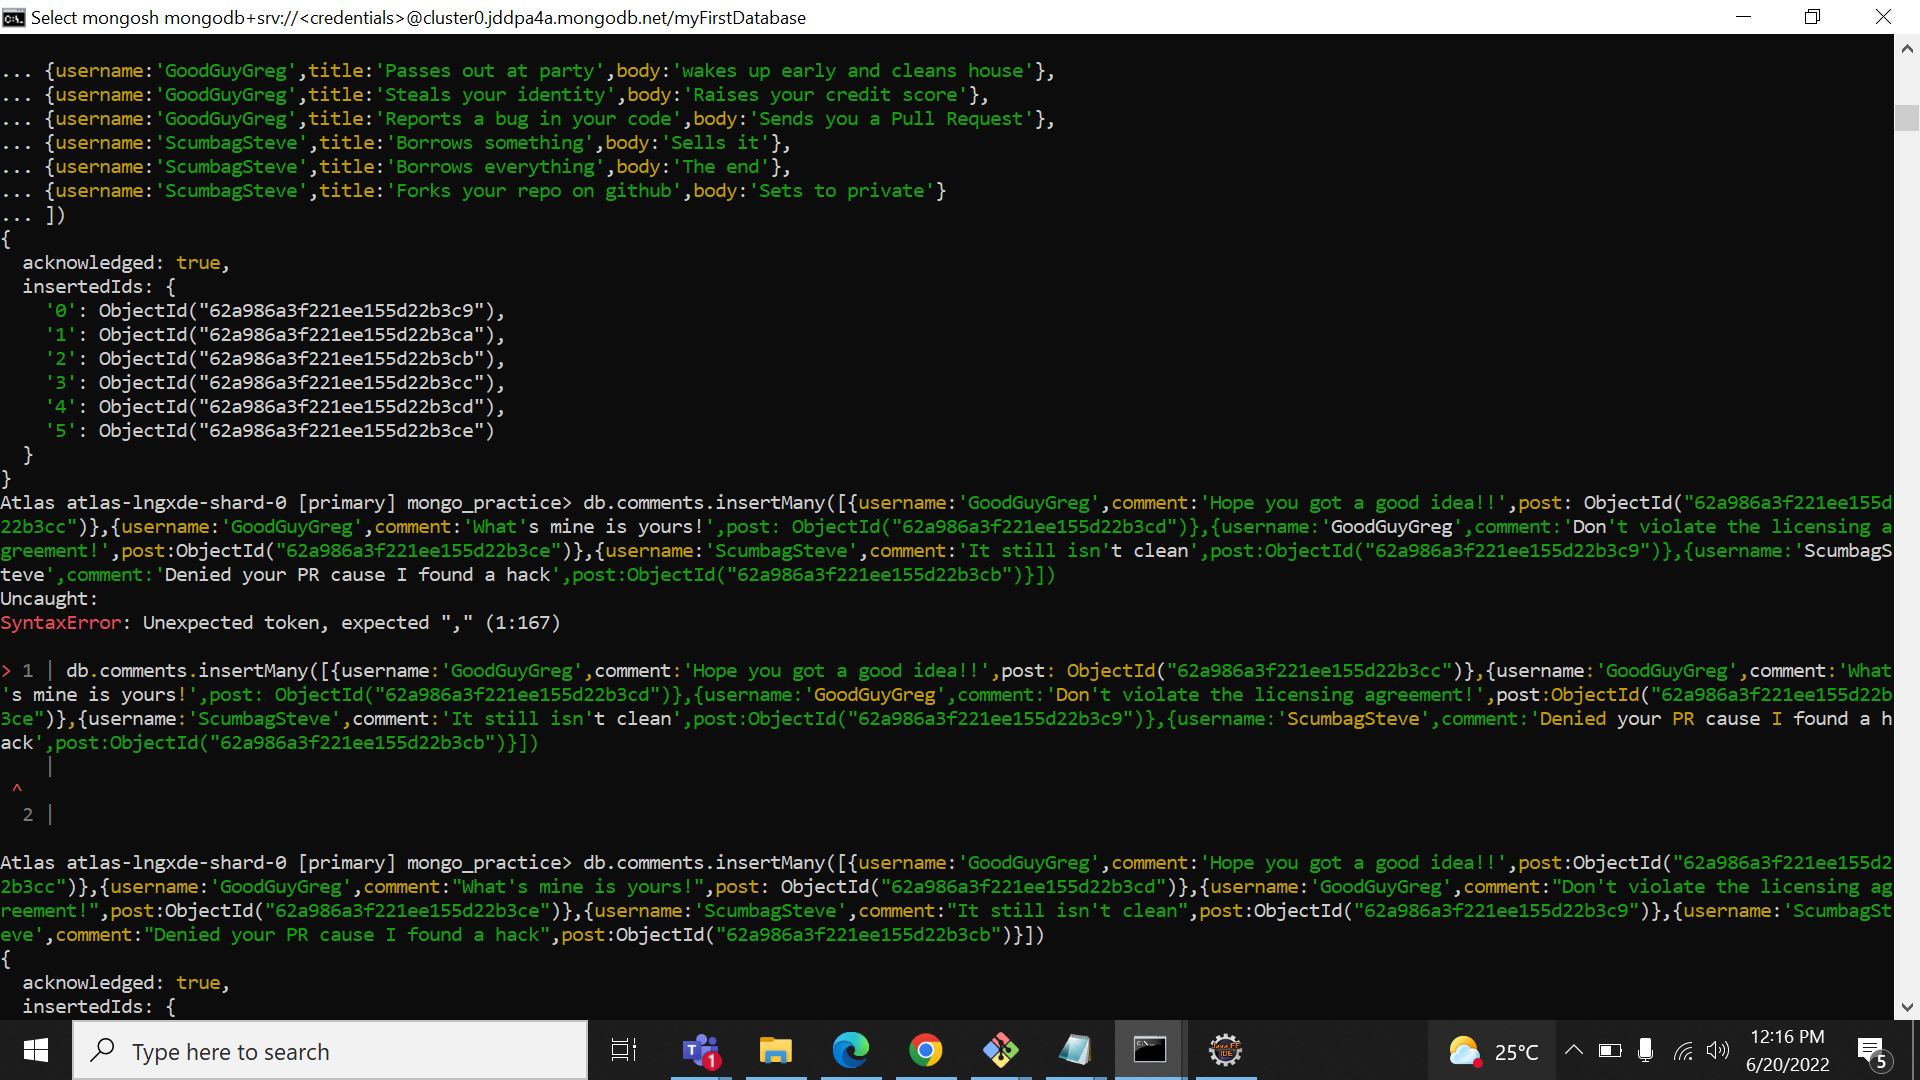 Select mongosh mongodb+srv://<credentials>@cluster0.jddpa4a.mongodb.net/myFirstDatabase
... {username:'GoodGuyGreg',title:'Passes out at party',body:'wakes up early and cleans house'},
... {username:'GoodGuyGreg',title:'Steals your identity',body:'Raises your credit score'},
... {username:'GoodGuyGreg',title:'Reports a bug in your code',body:'Sends you a Pull Request'},
... {username:'ScumbagSteve',title:'Borrows something',body:'Sells it'},
... {username:'ScumbagSteve',title:'Borrows everything',body:'The end'},
... {username:'ScumbagSteve',title:'Forks your repo on github',body:'Sets to private'}
... ])
{
  acknowledged: true,
  insertedIds: {
    '0': ObjectId("62a986a3f221ee155d22b3c9"),
    '1': ObjectId("62a986a3f221ee155d22b3ca"),
    '2': ObjectId("62a986a3f221ee155d22b3cb"),
    '3': ObjectId("62a986a3f221ee155d22b3cc"),
    '4': ObjectId("62a986a3f221ee155d22b3cd"),
    '5': ObjectId("62a986a3f221ee155d22b3ce")
  }
}
Atlas atlas-lngxde-shard-0 [primary] mongo_practice> db.comments.insertMany([{username:'GoodGuyGreg',comment:'Hope you got a good idea!!',post: ObjectId("62a986a3f221ee155d
22b3cc")},{username:'GoodGuyGreg',comment:'What's mine is yours!',post: ObjectId("62a986a3f221ee155d22b3cd")},{username:'GoodGuyGreg',comment:'Don't violate the licensing a
greement!',post:ObjectId("62a986a3f221ee155d22b3ce")},{username:'ScumbagSteve',comment:'It still isn't clean',post:ObjectId("62a986a3f221ee155d22b3c9")},{username:'ScumbagS
teve',comment:'Denied your PR cause I found a hack',post:ObjectId("62a986a3f221ee155d22b3cb")}])
Uncaught:
SyntaxError: Unexpected token, expected "," (1:167)
> 1 | db.comments.insertMany([{username:'GoodGuyGreg',comment:'Hope you got a good idea!!',post: ObjectId("62a986a3f221ee155d22b3cc")},{username:'GoodGuyGreg',comment:'What
's mine is yours!',post: ObjectId("62a986a3f221ee155d22b3cd")},{username:'GoodGuyGreg',comment:'Don't violate the licensing agreement!',post:ObjectId("62a986a3f221ee155d22b
3ce")},{username:'ScumbagSteve',comment:'It still isn't clean',post:ObjectId("62a986a3f221ee155d22b3c9")},{username:'ScumbagSteve',comment:'Denied your PR cause I found a h
ack',post:ObjectId("62a986a3f221ee155d22b3cb")}])
    |
 ^
  2 |
Atlas atlas-lngxde-shard-0 [primary] mongo_practice> db.comments.insertMany([{username:'GoodGuyGreg',comment:'Hope you got a good idea!!',post:ObjectId("62a986a3f221ee155d2
2b3cc")},{username:'GoodGuyGreg',comment:"What's mine is yours!",post: ObjectId("62a986a3f221ee155d22b3cd")},{username:'GoodGuyGreg',comment:"Don't violate the licensing ag
reement!",post:ObjectId("62a986a3f221ee155d22b3ce")},{username:'ScumbagSteve',comment:"It still isn't clean",post:ObjectId("62a986a3f221ee155d22b3c9")},{username:'ScumbagSt
eve',comment:"Denied your PR cause I found a hack",post:ObjectId("62a986a3f221ee155d22b3cb")}])
{
  acknowledged: true,
  insertedIds: {
Type here to search
T 1
Java EE IDE
25°C
12:16 PM
6/20/2022
5